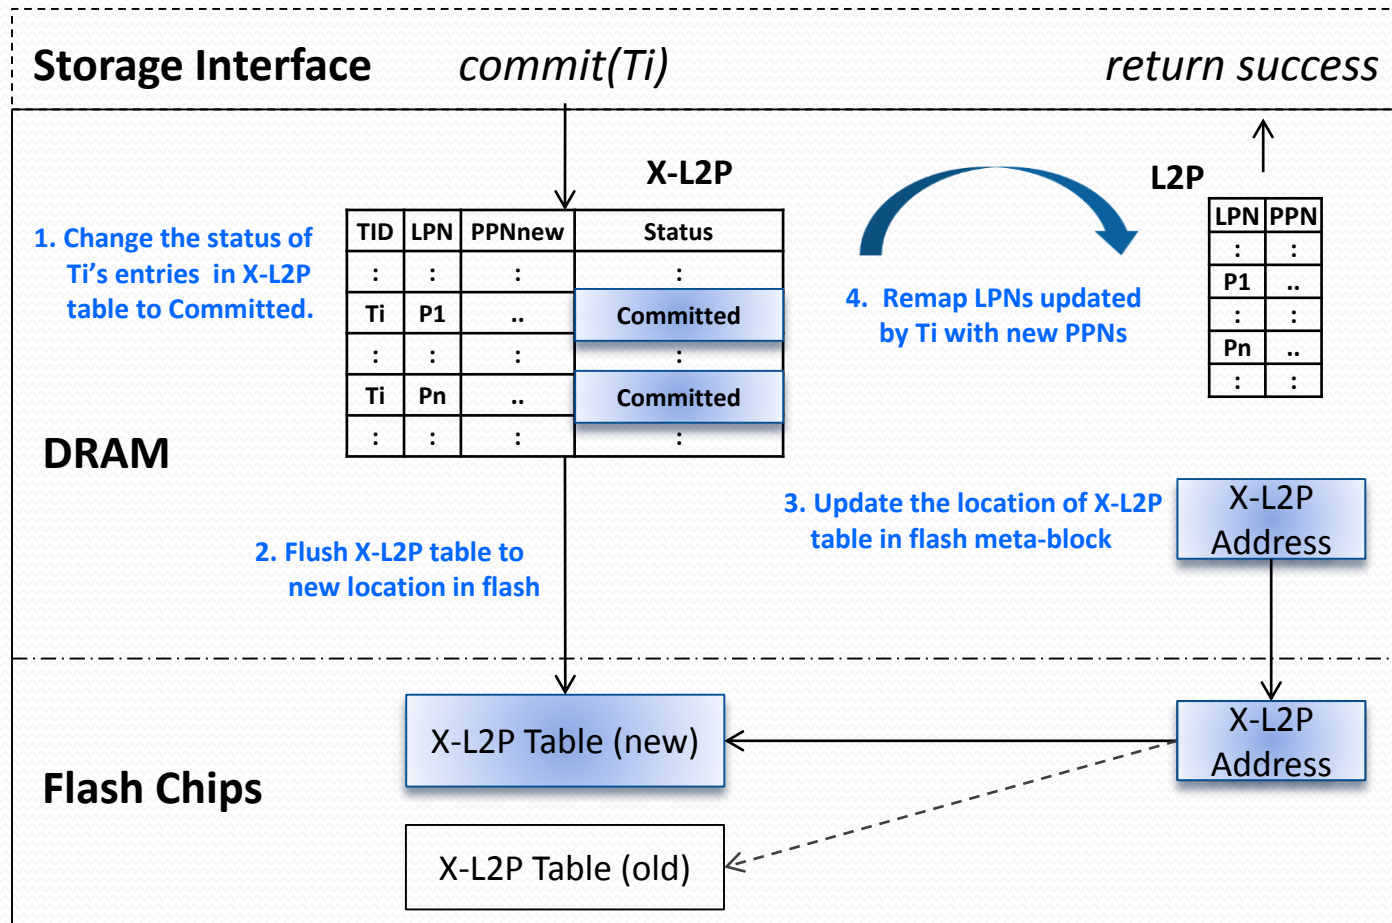 Storage Interface commit(Ti) return success
X-L2P
L2P
1. Change the status of
Ti's entries in X-L2P
table to Committed.
TID LPN PPNnew Status
: : : :
Ti P1 .. Committed
: : : :
Ti Pn .. Committed
: : : :
4. Remap LPNs updated
by Ti with new PPNs
LPN PPN
: :
P1 ..
: :
Pn ..
: :
DRAM
2. Flush X-L2P table to
new location in flash
3. Update the location of X-L2P
table in flash meta-block
X-L2P
Address
Flash Chips
X-L2P Table (new)
X-L2P
Address
X-L2P Table (old)